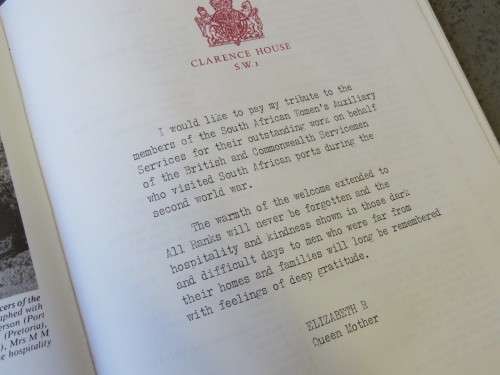 CLARENCE HOUSE
S.W.1
I would like to pay my tribute to the
members of the South African Women's Auxiliary
Services for their outstanding work on behalf
of the British and Commonwealth Servicemen
who visited South African ports during the
second world war.
The warmth of the welcome extended to
All Ranks will never be forgotten and the
hospitality and kindness shown in those dark
and difficult days to men who were far from
their homes and families will long be remembered
with feelings of deep gratitude.
ELIZABETH R
Queen Mother
cers of the
aphed with
erson (Port
(Pretoria),
), Mrs M M
e hospitality